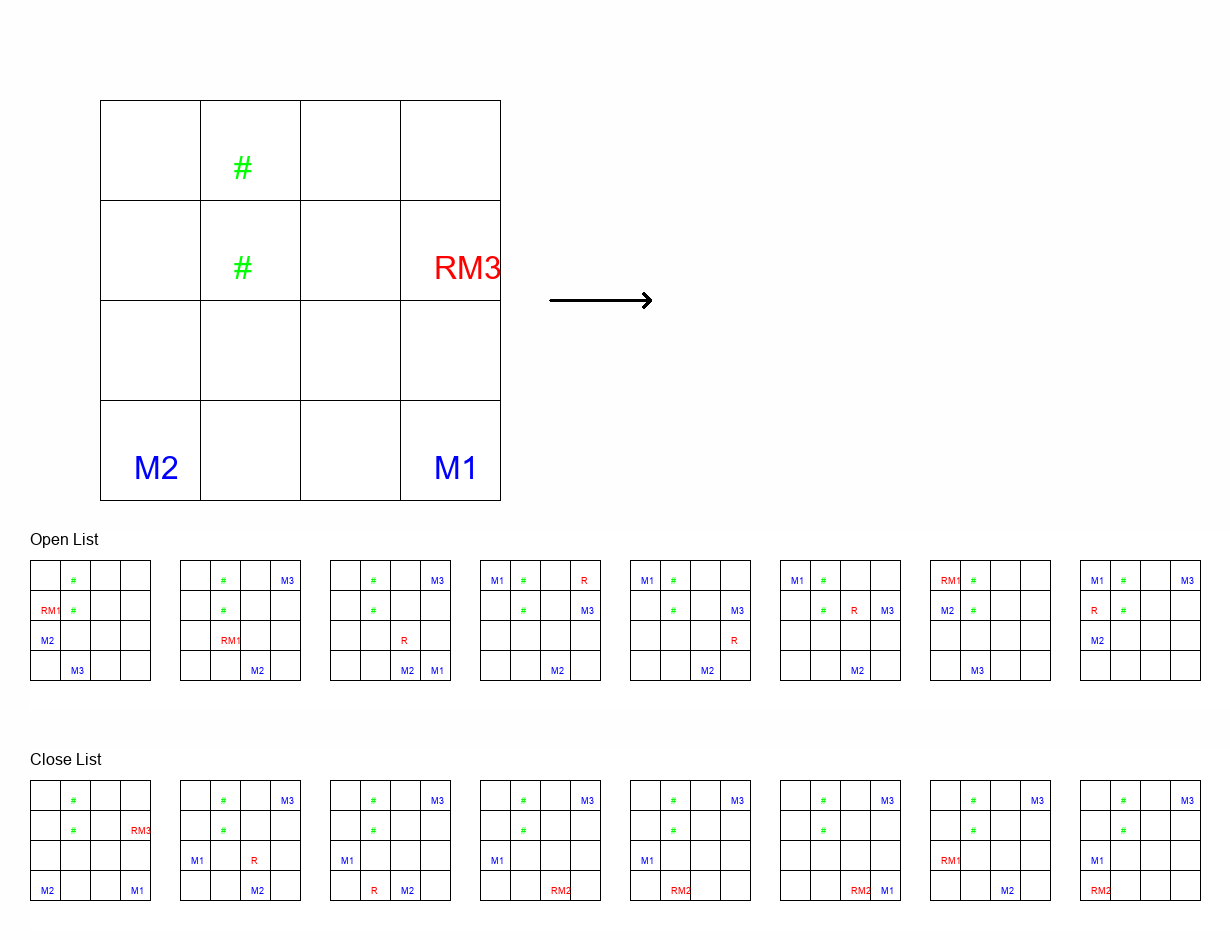 #
# RM3
M2 M1
Open List
# # M3 # M3 M1 # R M1 # M1 # RM1 # M1 # M3
RM1 # # # # M3 # M3 # R M3 M2 # R #
M2 RM1 R R M2
M3 M2 M2 M1 M2 M2 M2 M3
Close List
# # M3 # M3 # M3 # M3 # M3 # M3 # M3
# RM3 # # # # # # #
M1 R M1 M1 M1 RM1 M1
M2 M1 M2 R M2 RM2 RM2 RM2 M1 M2 RM2